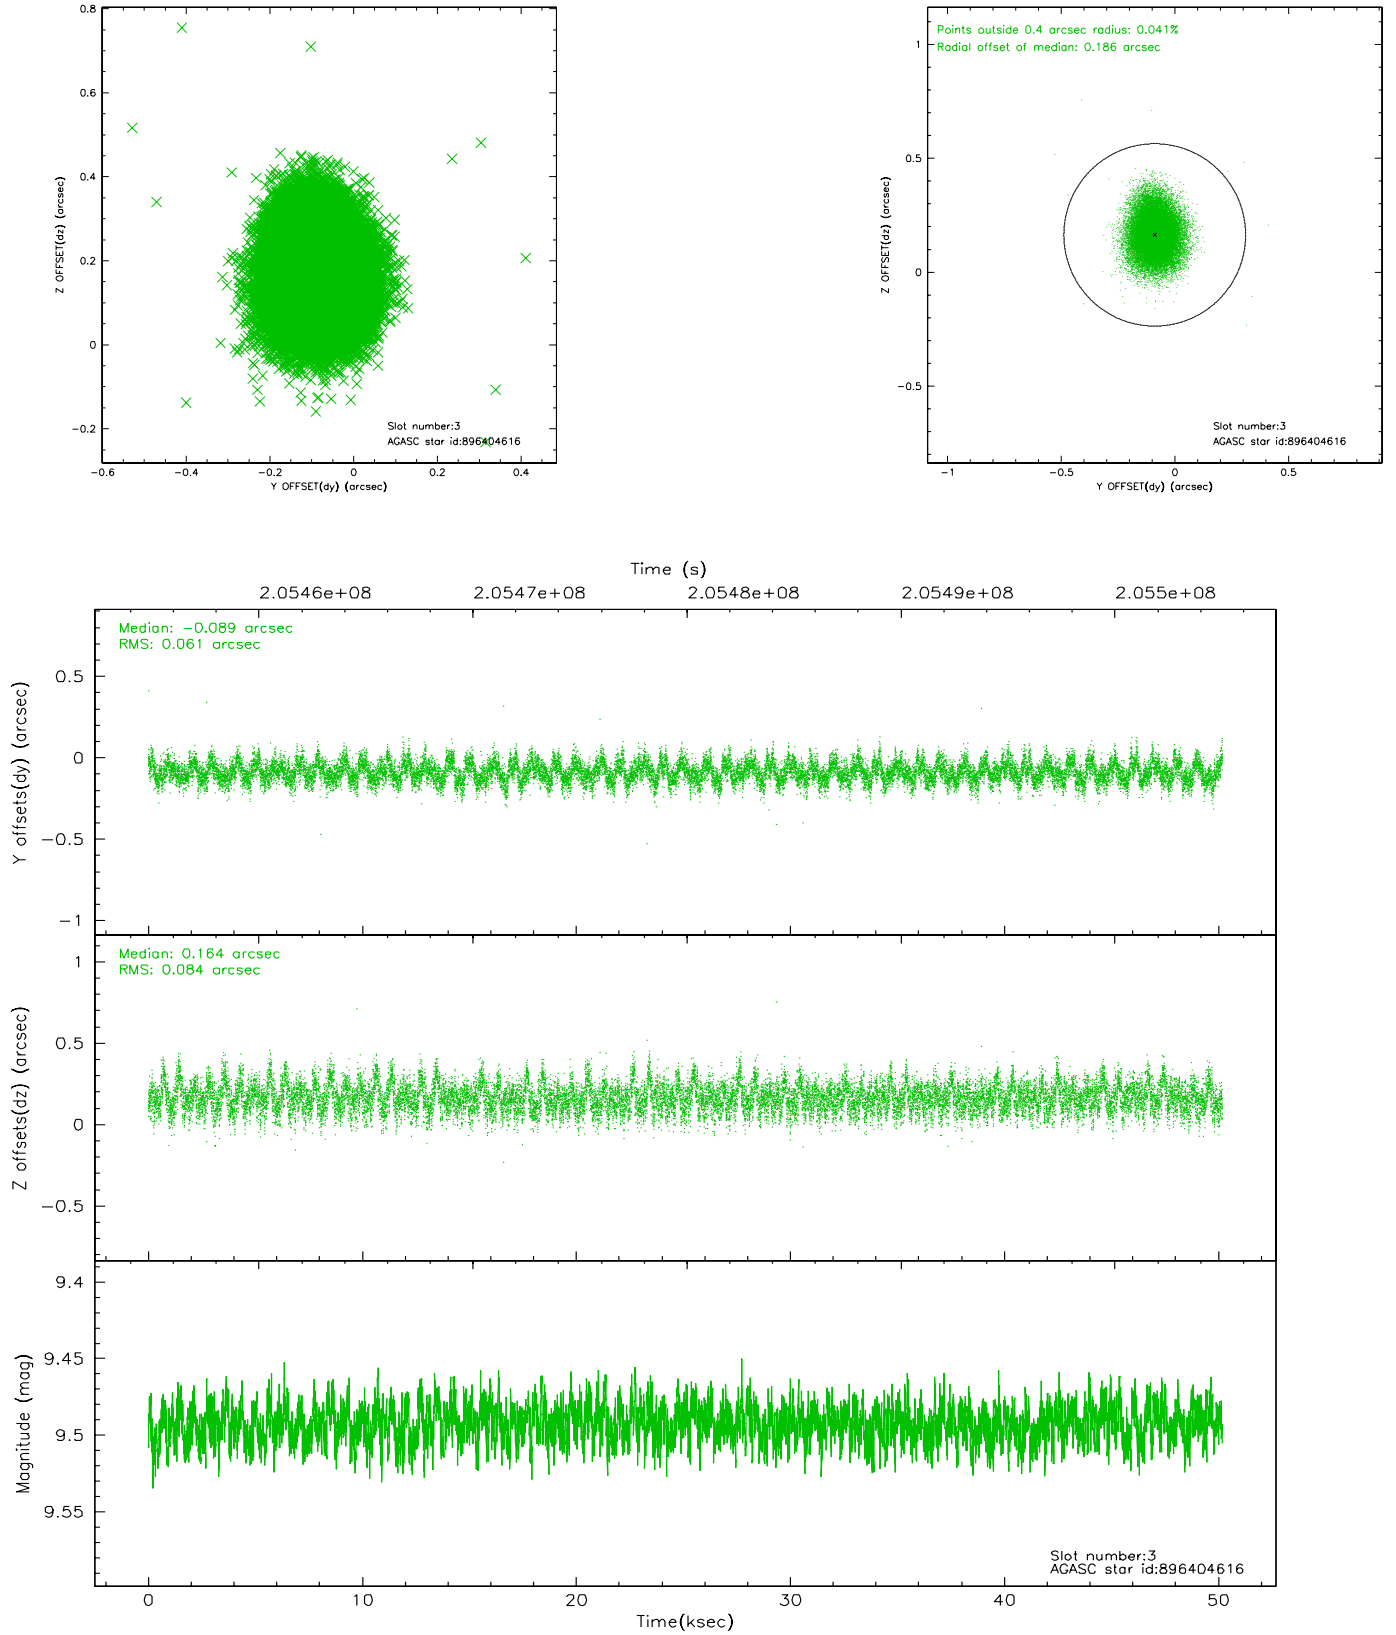 0.8
0.6
0.4
0.2
0
−0.2
−0.6
−0.4
−0.2
0
0.2
0.4
Z OFFSET(dz) (arcsec)
Y OFFSET(dy) (arcsec)
Slot number:3
AGASC star id:896404616
Points outside 0.4 arcsec radius: 0.041%
Radial offset of median: 0.186 arcsec
1
0.5
0
−0.5
−1
−0.5
0
0.5
Z OFFSET(dz) (arcsec)
Y OFFSET(dy) (arcsec)
Slot number:3
AGASC star id:896404616
Time (s)
2.0546e+08
2.0547e+08
2.0548e+08
2.0549e+08
2.055e+08
Median: −0.089 arcsec
RMS: 0.061 arcsec
0.5
0
−0.5
−1
Y offsets(dy) (arcsec)
Median: 0.164 arcsec
RMS: 0.084 arcsec
1
0.5
0
−0.5
Z offsets(dz) (arcsec)
9.4
9.45
9.5
9.55
Magnitude (mag)
Slot number:3
AGASC star id:896404616
0
10
20
30
40
50
Time(ksec)